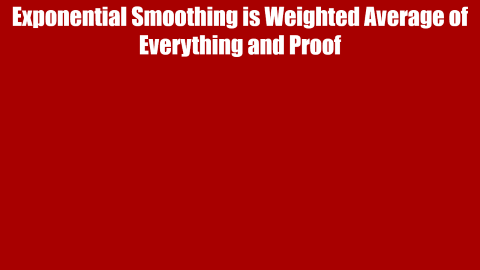 Exponential Smoothing is Weighted Average of
Everything and Proof